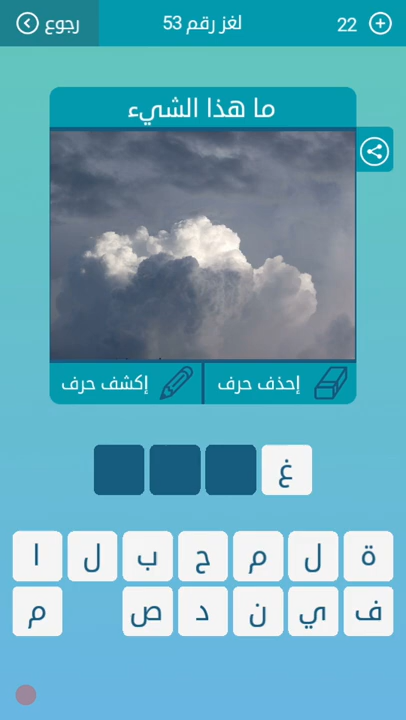 رجوع لغز رقم 53 22
ما هذا الشيء
إحذف حرف إكشف حرف
غ
ة ل م ح ب ل ا
ف ي ن د ص م